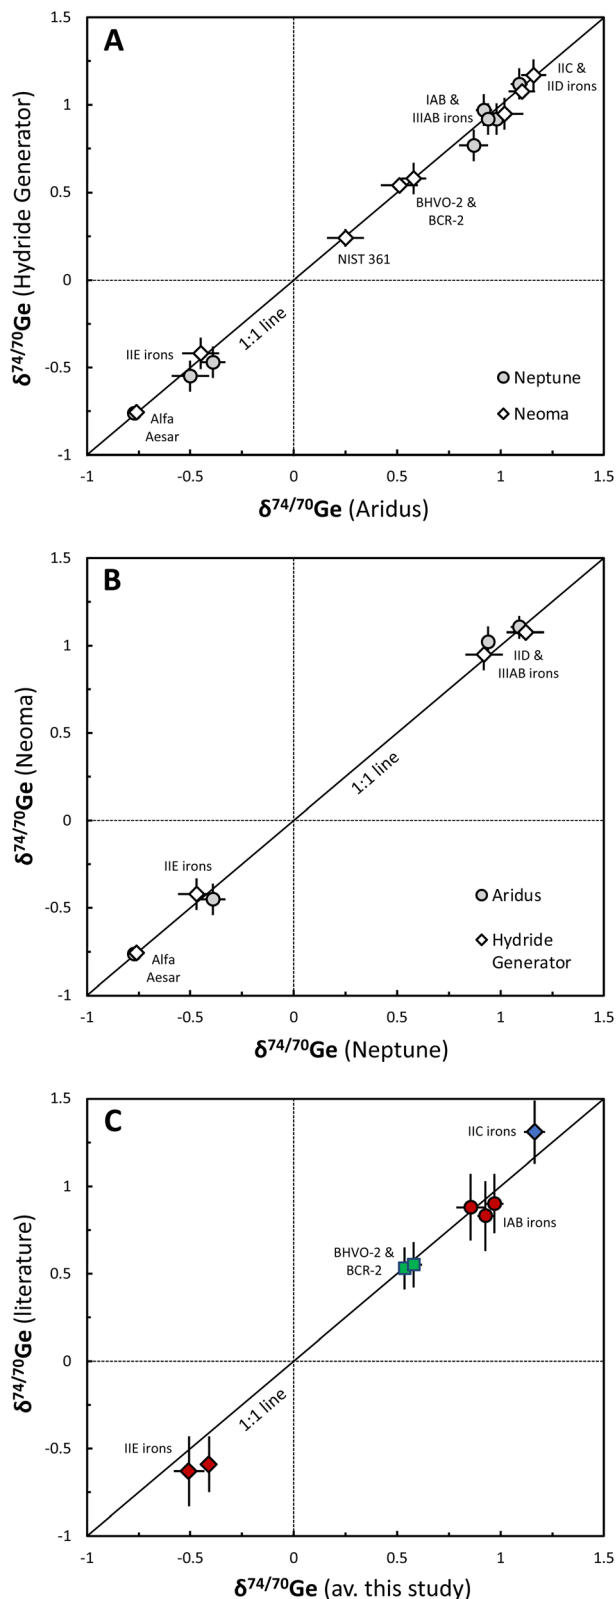 A
1.5
1
0.5
0
-0.5
-1
δ74/70Ge (Hydride Generator)
IIC &
IID irons
IAB &
IIIAB irons
BHVO-2 &
BCR-2
NIST 361
1:1 line
IIE irons
Alfa
Aesar
Neptune
Neoma
-1
-0.5
0
0.5
1
1.5
δ74/70Ge (Aridus)
B
1.5
1
0.5
0
-0.5
-1
δ74/70Ge (Neoma)
IID &
IIIAB irons
1:1 line
IIE irons
Alfa
Aesar
Aridus
Hydride
Generator
-1
-0.5
0
0.5
1
1.5
δ74/70Ge (Neptune)
C
1.5
1
0.5
0
-0.5
-1
δ74/70Ge (literature)
IIC irons
IAB irons
BHVO-2 &
BCR-2
1:1 line
IIE irons
-1
-0.5
0
0.5
1
1.5
δ74/70Ge (av. this study)